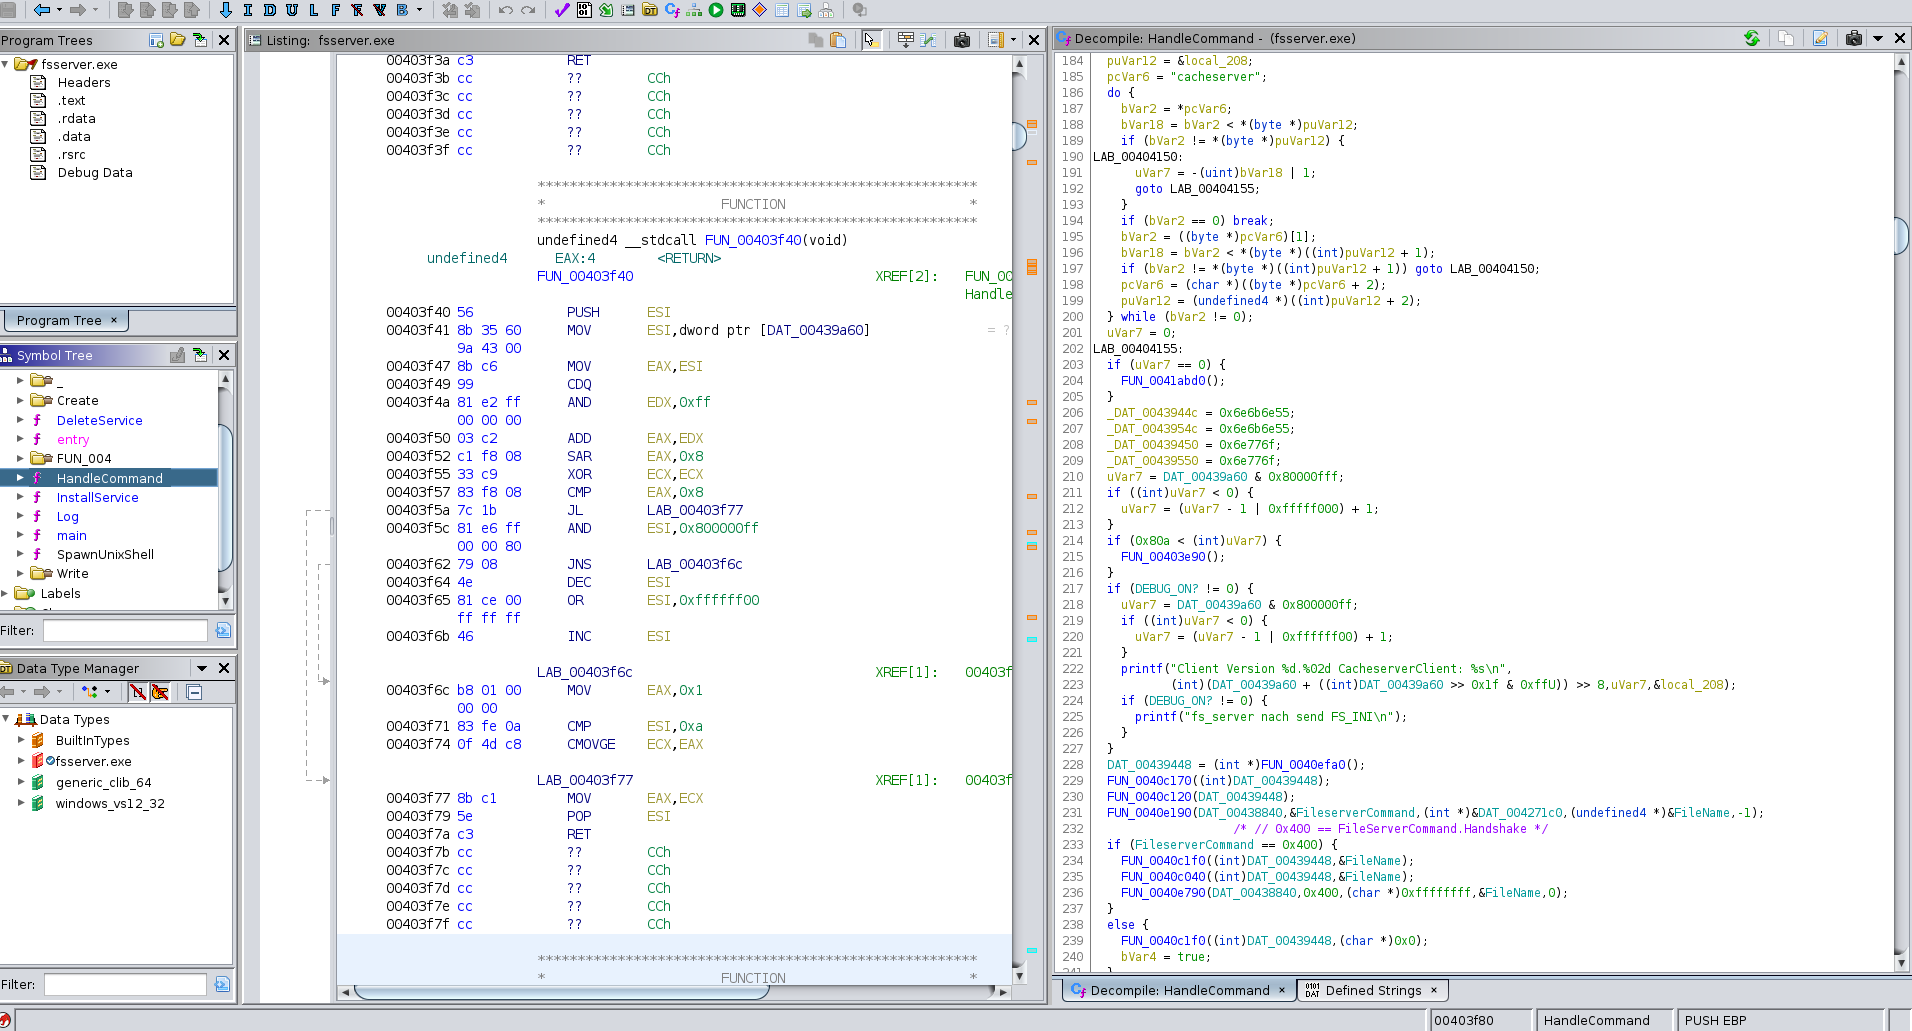 I D U L F R V B
Program Trees
fsserver.exe
Headers
.text
.rdata
.data
.rsrc
Debug Data
Program Tree ×
Symbol Tree
_
Create
f DeleteService
f entry
FUN_004
f HandleCommand
f InstallService
f Log
f main
f SpawnUnixShell
Write
Labels
Filter:
Data Type Manager
Data Types
BuiltInTypes
fsserver.exe
generic_clib_64
windows_vs12_32
Filter:
Listing: fsserver.exe
00403f3a c3 RET
00403f3b cc ?? CCh
00403f3c cc ?? CCh
00403f3d cc ?? CCh
00403f3e cc ?? CCh
00403f3f cc ?? CCh
*******************************************************
* FUNCTION *
*******************************************************
undefined4 __stdcall FUN_00403f40(void)
undefined4 EAX:4 <RETURN>
FUN_00403f40 XREF[2]: FUN_00
Handle
00403f40 56 PUSH ESI
00403f41 8b 35 60 MOV ESI,dword ptr [DAT_00439a60] = ?
9a 43 00
00403f47 8b c6 MOV EAX,ESI
00403f49 99 CDQ
00403f4a 81 e2 ff AND EDX,0xff
00 00 00
00403f50 03 c2 ADD EAX,EDX
00403f52 c1 f8 08 SAR EAX,0x8
00403f55 33 c9 XOR ECX,ECX
00403f57 83 f8 08 CMP EAX,0x8
00403f5a 7c 1b JL LAB_00403f77
00403f5c 81 e6 ff AND ESI,0x800000ff
00 00 80
00403f62 79 08 JNS LAB_00403f6c
00403f64 4e DEC ESI
00403f65 81 ce 00 OR ESI,0xffffff00
ff ff ff
00403f6b 46 INC ESI
LAB_00403f6c XREF[1]: 00403f
00403f6c b8 01 00 MOV EAX,0x1
00 00
00403f71 83 fe 0a CMP ESI,0xa
00403f74 0f 4d c8 CMOVGE ECX,EAX
LAB_00403f77 XREF[1]: 00403f
00403f77 8b c1 MOV EAX,ECX
00403f79 5e POP ESI
00403f7a c3 RET
00403f7b cc ?? CCh
00403f7c cc ?? CCh
00403f7d cc ?? CCh
00403f7e cc ?? CCh
00403f7f cc ?? CCh
*******************************************************
* FUNCTION *
Decompile: HandleCommand - (fsserver.exe)
184 puVar12 = &local_208;
185 pcVar6 = "cacheserver";
186 do {
187 bVar2 = *pcVar6;
188 bVar18 = bVar2 < *(byte *)puVar12;
189 if (bVar2 != *(byte *)puVar12) {
190 LAB_00404150:
191 uVar7 = -(uint)bVar18 | 1;
192 goto LAB_00404155;
193 }
194 if (bVar2 == 0) break;
195 bVar2 = ((byte *)pcVar6)[1];
196 bVar18 = bVar2 < *(byte *)((int)puVar12 + 1);
197 if (bVar2 != *(byte *)((int)puVar12 + 1)) goto LAB_00404150;
198 pcVar6 = (char *)((byte *)pcVar6 + 2);
199 puVar12 = (undefined4 *)((int)puVar12 + 2);
200 } while (bVar2 != 0);
201 uVar7 = 0;
202 LAB_00404155:
203 if (uVar7 == 0) {
204 FUN_0041abd0();
205 }
206 _DAT_0043944c = 0x6e6b6e55;
207 _DAT_0043954c = 0x6e6b6e55;
208 _DAT_00439450 = 0x6e776f;
209 _DAT_00439550 = 0x6e776f;
210 uVar7 = DAT_00439a60 & 0x80000fff;
211 if ((int)uVar7 < 0) {
212 uVar7 = (uVar7 - 1 | 0xfffff000) + 1;
213 }
214 if (0x80a < (int)uVar7) {
215 FUN_00403e90();
216 }
217 if (DEBUG_ON? != 0) {
218 uVar7 = DAT_00439a60 & 0x800000ff;
219 if ((int)uVar7 < 0) {
220 uVar7 = (uVar7 - 1 | 0xffffff00) + 1;
221 }
222 printf("Client Version %d.%02d CacheserverClient: %s\n",
223 (int)(DAT_00439a60 + ((int)DAT_00439a60 >> 0x1f & 0xffU)) >> 8,uVar7,&local_208);
224 if (DEBUG_ON? != 0) {
225 printf("fs_server nach send FS_INI\n");
226 }
227 }
228 DAT_00439448 = (int *)FUN_0040efa0();
229 FUN_0040c170((int)DAT_00439448);
230 FUN_0040c120(DAT_00439448);
231 FUN_0040e190(DAT_00438840,&FileserverCommand,(int *)&DAT_004271c0,(undefined4 *)&FileName,-1);
232 /* // 0x400 == FileServerCommand.Handshake */
233 if (FileserverCommand == 0x400) {
234 FUN_0040c1f0((int)DAT_00439448,&FileName);
235 FUN_0040c040((int)DAT_00439448,&FileName);
236 FUN_0040e790(DAT_00438840,0x400,(char *)0xffffffff,&FileName,0);
237 }
238 else {
239 FUN_0040c1f0((int)DAT_00439448,(char *)0x0);
240 bVar4 = true;
Decompile: HandleCommand × Defined Strings ×
00403f80 HandleCommand PUSH EBP